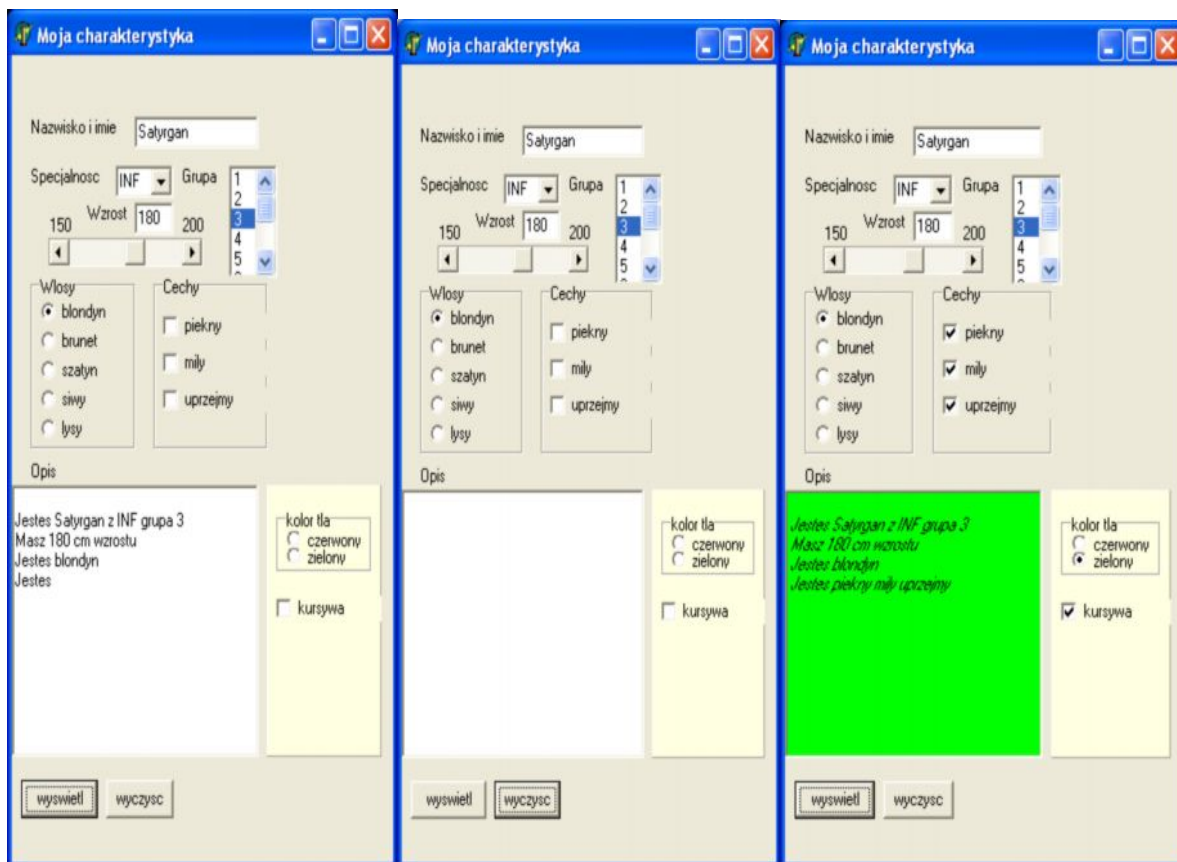 Moja charakterystyka
Nazwisko i imie Satyrgan
Specjalnosc INF Grupa 1
2
Wzrost 180 3
150 200 4
5
Wlosy Cechy
blondyn piekny
brunet mily
szatyn uprzejmy
siwy
lysy
Opis
Jestes Satyrgan z INF grupa 3
Masz 180 cm wzrostu
Jestes blondyn
Jestes
kolor tla
czerwony
zielony
kursywa
wyswietl wyczysc
Moja charakterystyka
Nazwisko i imie Satyrgan
Specjalnosc INF Grupa 1
2
Wzrost 180 3
150 200 4
5
Wlosy Cechy
blondyn piekny
brunet mily
szatyn uprzejmy
siwy
lysy
Opis
kolor tla
czerwony
zielony
kursywa
wyswietl wyczysc
Moja charakterystyka
Nazwisko i imie Satyrgan
Specjalnosc INF Grupa 1
2
Wzrost 180 3
150 200 4
5
Wlosy Cechy
blondyn piekny
brunet mily
szatyn uprzejmy
siwy
lysy
Opis
Jestes Satyrgan z INF grupa 3
Masz 180 cm wzrostu
Jestes blondyn
Jestes piekny mily uprzejmy
kolor tla
czerwony
zielony
kursywa
wyswietl wyczysc